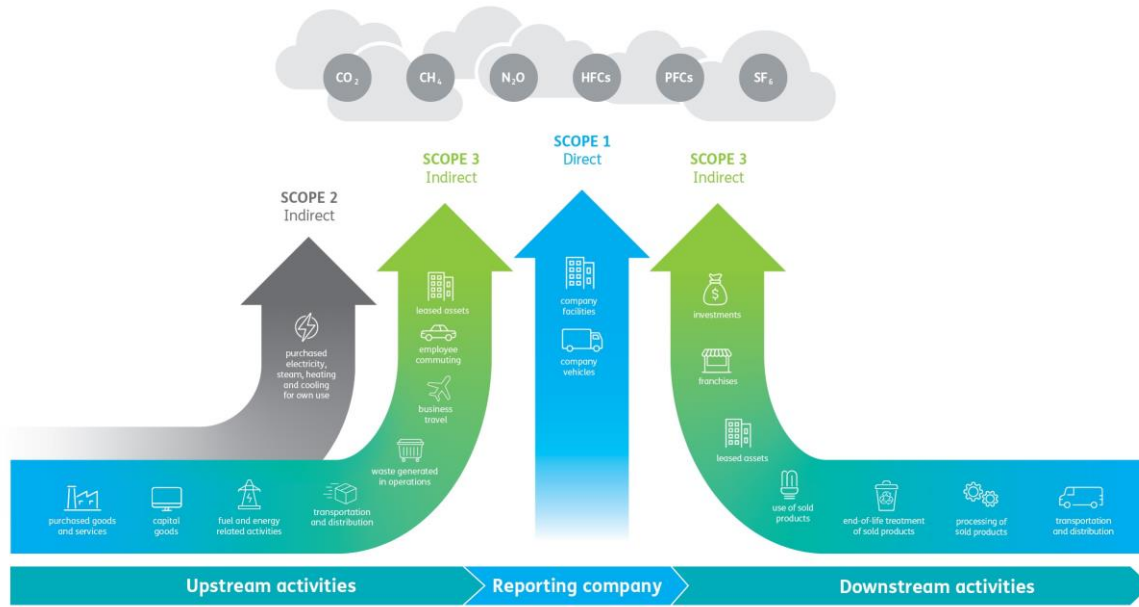 CO₂ CH₄ N₂O HFCs PFCs SF₆
SCOPE 1
Direct
SCOPE 3
Indirect
SCOPE 3
Indirect
SCOPE 2
Indirect
purchased
electricity,
steam, heating
and cooling
for own use
leased assets
employee
commuting
business
travel
waste generated
in operations
transportation
and distribution
fuel and energy
related activities
capital
goods
purchased goods
and services
company
facilities
company
vehicles
$
investments
franchises
leased assets
use of sold
products
end-of-life treatment
of sold products
processing of
sold products
transportation
and distribution
Upstream activities
Reporting company
Downstream activities